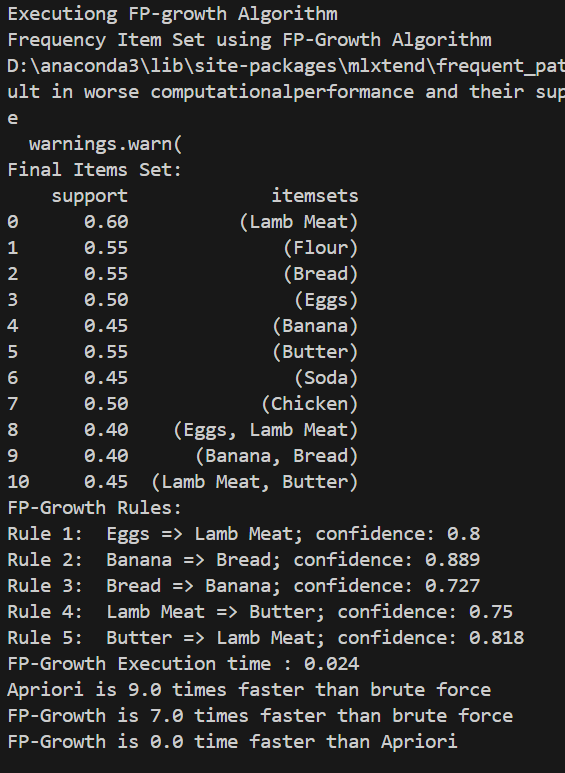 Executiong FP-growth Algorithm
Frequency Item Set using FP-Growth Algorithm
D:\anaconda3\lib\site-packages\mlxtend\frequent_pat
ult in worse computationalperformance and their sup
e
  warnings.warn(
Final Items Set:
    support             itemsets
0      0.60          (Lamb Meat)
1      0.55              (Flour)
2      0.55              (Bread)
3      0.50               (Eggs)
4      0.45             (Banana)
5      0.55             (Butter)
6      0.45               (Soda)
7      0.50            (Chicken)
8      0.40    (Eggs, Lamb Meat)
9      0.40      (Banana, Bread)
10     0.45  (Lamb Meat, Butter)
FP-Growth Rules:
Rule 1:  Eggs => Lamb Meat; confidence: 0.8
Rule 2:  Banana => Bread; confidence: 0.889
Rule 3:  Bread => Banana; confidence: 0.727
Rule 4:  Lamb Meat => Butter; confidence: 0.75
Rule 5:  Butter => Lamb Meat; confidence: 0.818
FP-Growth Execution time : 0.024
Apriori is 9.0 times faster than brute force
FP-Growth is 7.0 times faster than brute force
FP-Growth is 0.0 time faster than Apriori